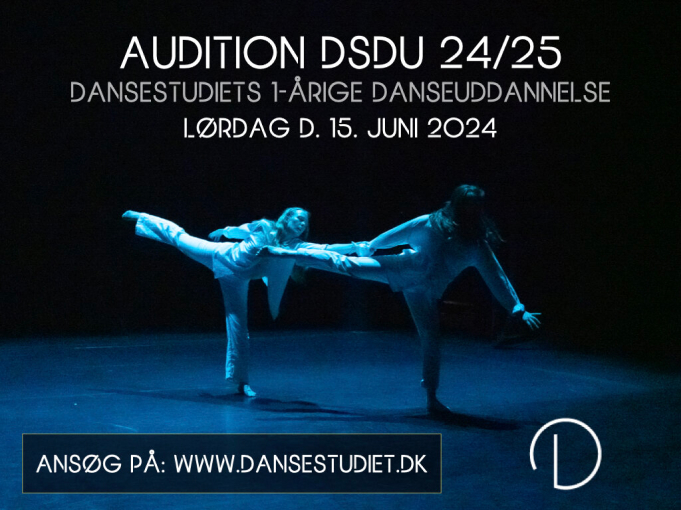 AUDITION DSDU 24/25
DANSESTUDIETS 1-ÅRIGE DANSEUDDANNELSE
LØRDAG D. 15. JUNI 2024
ANSØG PÅ: WWW.DANSESTUDIET.DK
D